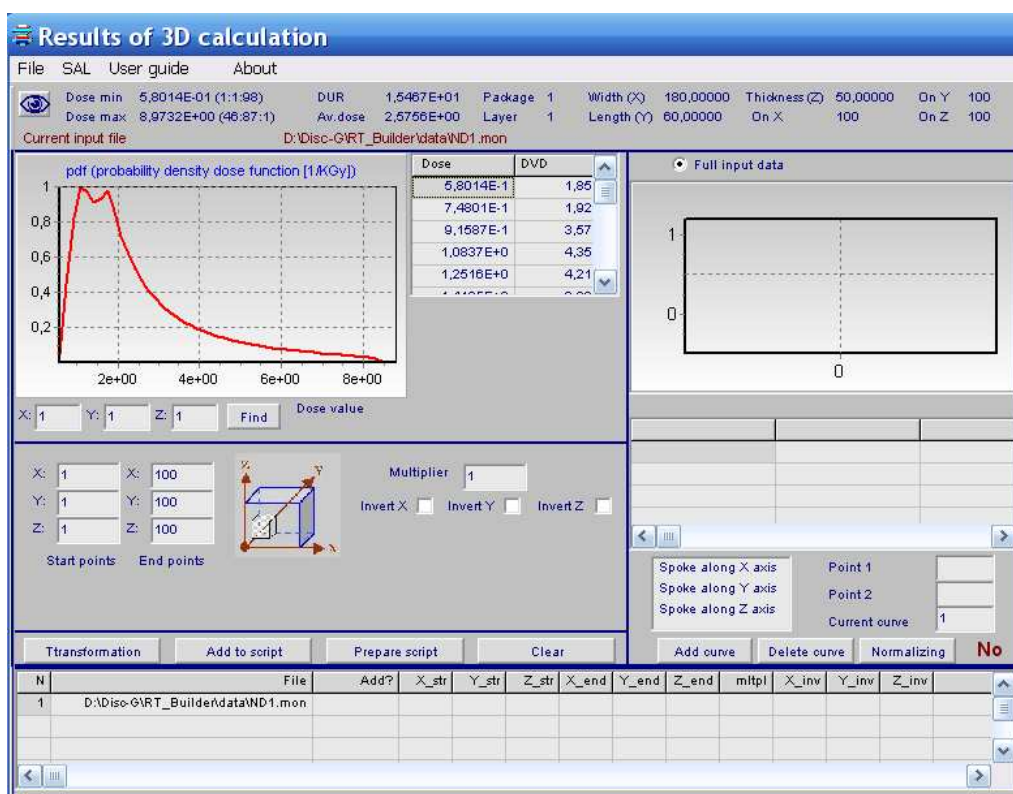 Results of 3D calculation
File SAL User guide About
Dose min 5,8014E-01 (1:1:98) DUR 1,5467E+01 Package 1 Width (X) 180,00000 Thickness (Z) 50,00000 On Y 100
Dose max 8,9732E+00 (46:87:1) Av.dose 2,5756E+00 Layer 1 Length (Y) 60,00000 On X 100 On Z 100
Current input file D:\Disc-G\RT_Builder\data\ND1.mon
pdf (probability density dose function [1/KGy])
1
0,8
0,6
0,4
0,2
2e+00 4e+00 6e+00 8e+00
Dose DVD
5,8014E-1 1,85
7,4801E-1 1,92
9,1587E-1 3,57
1,0837E+0 4,35
1,2516E+0 4,21
Full input data
1
0
0
X: 1 Y: 1 Z: 1 Find Dose value
X: 1 X: 100
Y: 1 Y: 100
Z: 1 Z: 100
Start points End points
Z Y X
Multiplier 1
Invert X Invert Y Invert Z
Spoke along X axis
Spoke along Y axis
Spoke along Z axis
Point 1
Point 2
Current curve 1
Ttransformation Add to script Prepare script Clear
Add curve Delete curve Normalizing No
N File Add? X_str Y_str Z_str X_end Y_end Z_end mltpl X_inv Y_inv Z_inv
1 D:\Disc-G\RT_Builder\data\ND1.mon